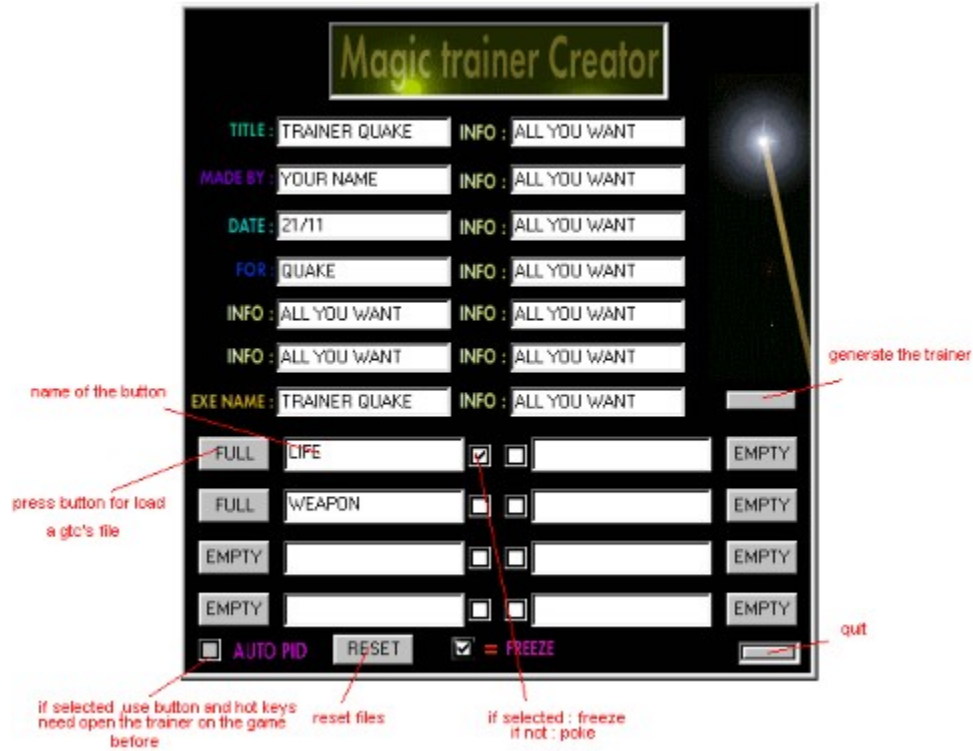 Magic trainer Creator
TITLE : TRAINER QUAKE INFO : ALL YOU WANT
MADE BY : YOUR NAME INFO : ALL YOU WANT
DATE : 21/11 INFO : ALL YOU WANT
FOR : QUAKE INFO : ALL YOU WANT
INFO : ALL YOU WANT INFO : ALL YOU WANT
INFO : ALL YOU WANT INFO : ALL YOU WANT
generate the trainer
name of the button
EXE NAME : TRAINER QUAKE INFO : ALL YOU WANT
FULL LIFE EMPTY
press button for load
a gtc's file
FULL WEAPON EMPTY
EMPTY EMPTY
EMPTY EMPTY
quit
AUTO PID RESET = FREEZE
if selected use button and hot keys
need open the trainer on the game
before
reset files
if selected : freeze
if not : poke